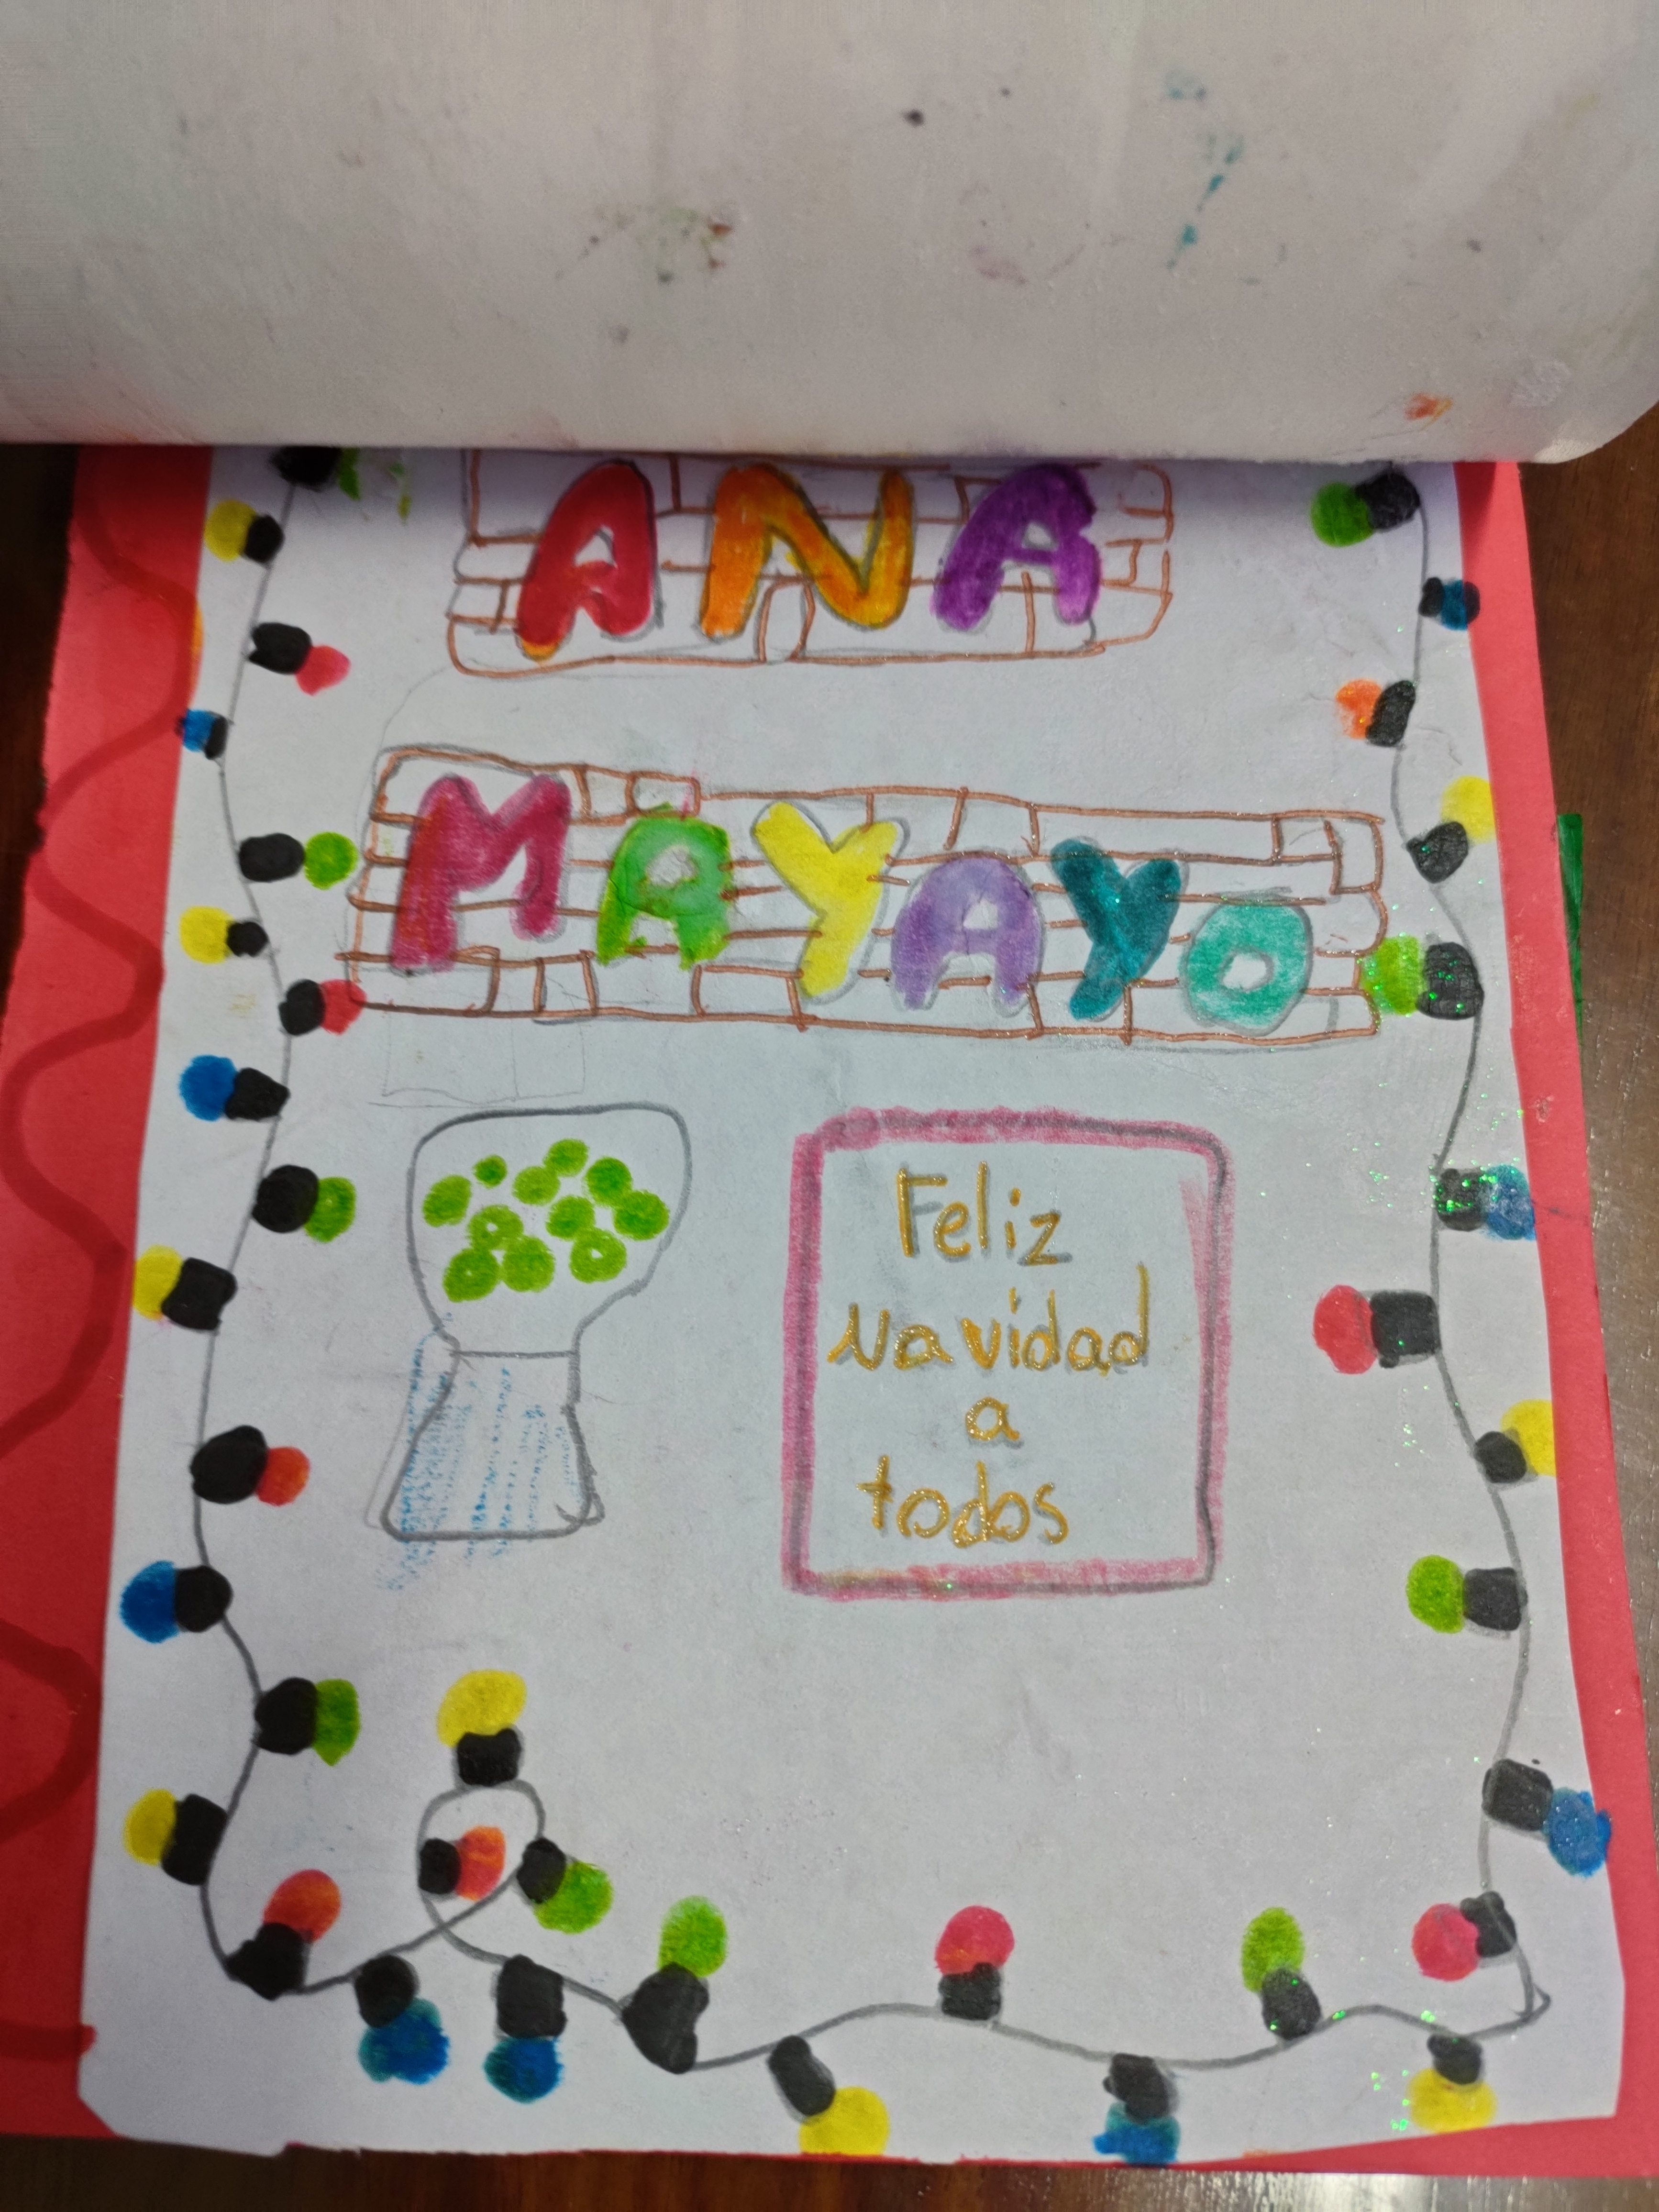 ANA
MAYAYO
Feliz
Navidad
a
todos